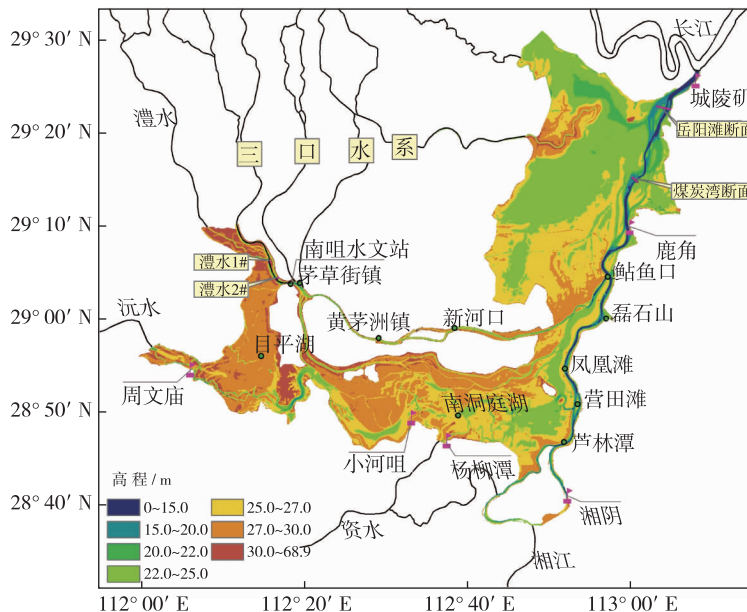 29° 30′ N
29° 20′ N
29° 10′ N
29° 00′ N
28° 50′ N
28° 40′ N
长江
城陵矶
岳阳滩断面
煤炭湾断面
澧水
三 口 水 系
鹿角
南咀水文站
澧水1#
茅草街镇
鲇鱼口
澧水2#
黄茅洲镇
新河口
磊石山
沅水
目平湖
凤凰滩
周文庙
南洞庭湖
营田滩
芦林潭
小河咀
杨柳潭
湘阴
资水
湘江
高 程 / m
0~15.0
15.0~20.0
20.0~22.0
22.0~25.0
25.0~27.0
27.0~30.0
30.0~68.9
112° 00′ E
112° 20′ E
112° 40′ E
113° 00′ E